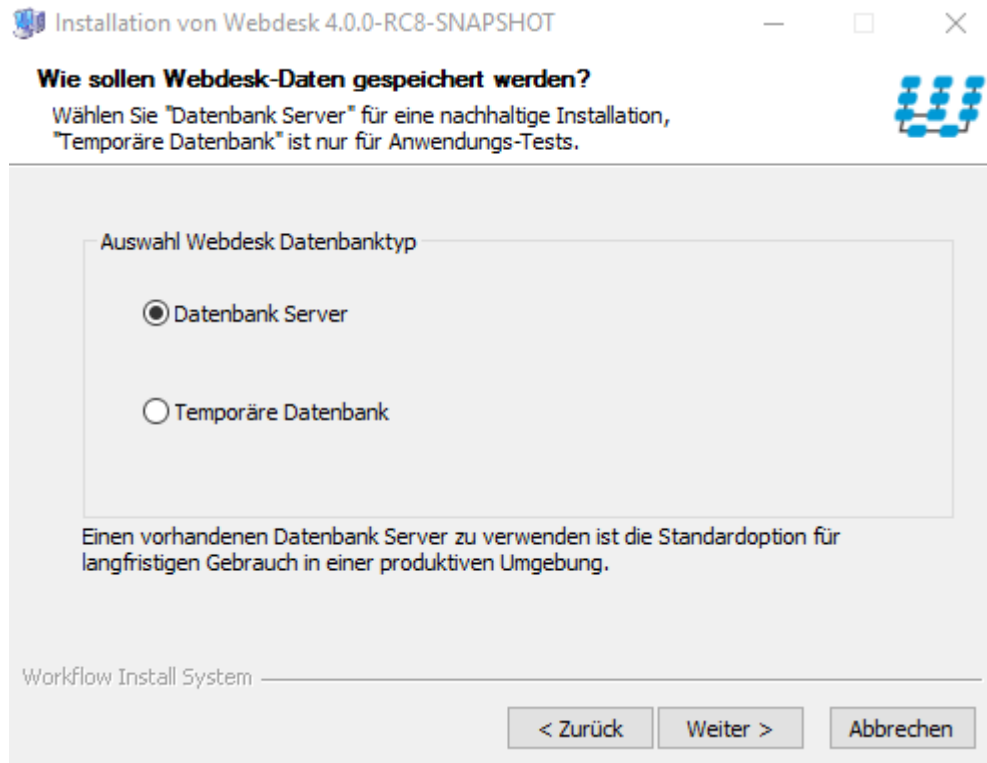 Installation von Webdesk 4.0.0-RC8-SNAPSHOT
Wie sollen Webdesk-Daten gespeichert werden?
Wählen Sie "Datenbank Server" für eine nachhaltige Installation,
"Temporäre Datenbank" ist nur für Anwendungs-Tests.
Auswahl Webdesk Datenbanktyp
Datenbank Server
Temporäre Datenbank
Einen vorhandenen Datenbank Server zu verwenden ist die Standardoption für
langfristigen Gebrauch in einer produktiven Umgebung.
Workflow Install System
< Zurück Weiter > Abbrechen